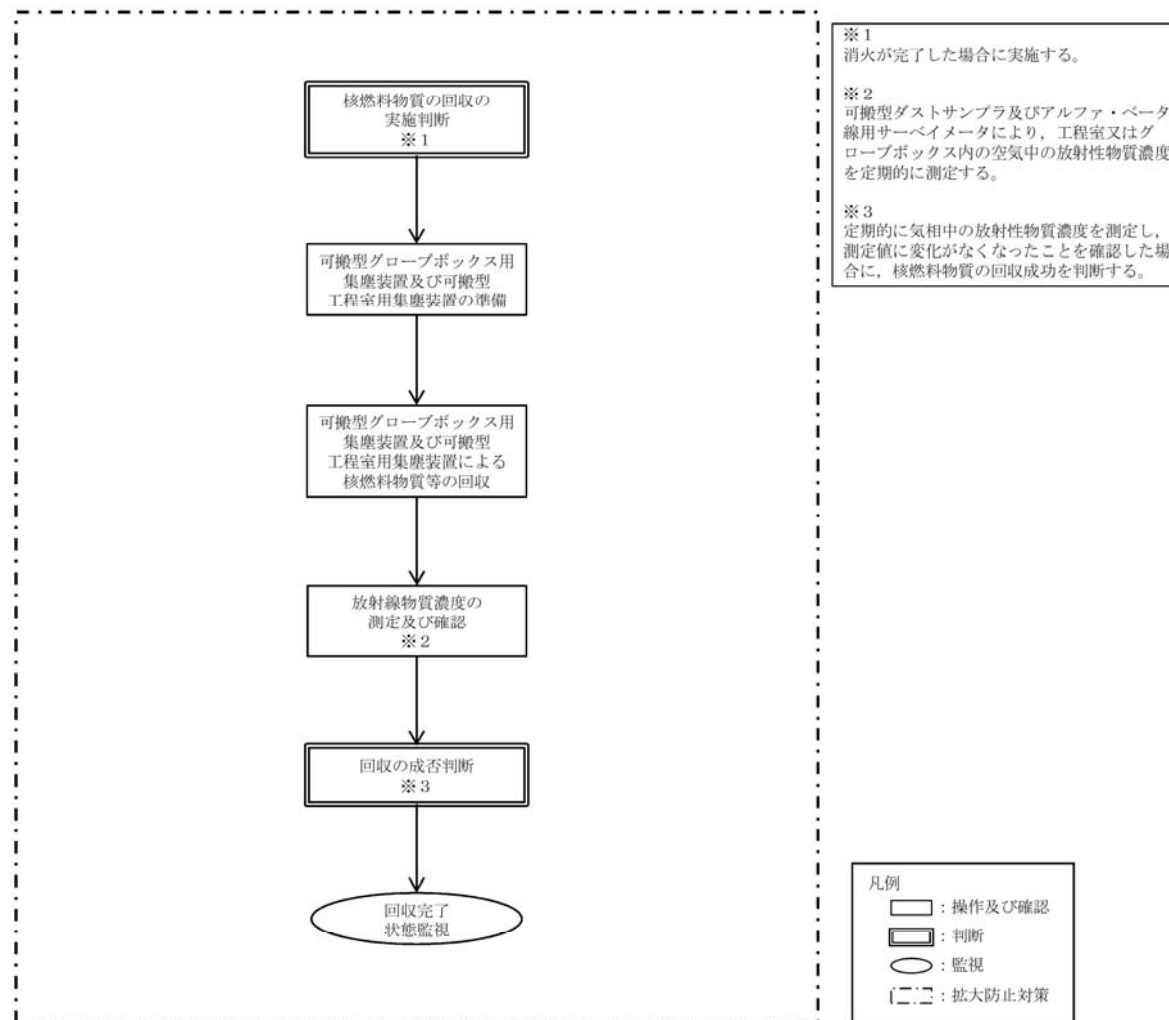 核燃料物質の回収の
実施判断
※1
可搬型グローブボックス用
集塵装置及び可搬型
工程室用集塵装置の準備
可搬型グローブボックス用
集塵装置及び可搬型
工程室用集塵装置による
核燃料物質等の回収
放射線物質濃度の
測定及び確認
※2
回収の成否判断
※3
回収完了
状態監視
※1
消火が完了した場合に実施する。
※2
可搬型ダストサンプラ及びアルファ・ベータ
線用サーベイメータにより，工程室又はグ
ローブボックス内の空気中の放射性物質濃度
を定期的に測定する。
※3
定期的に気相中の放射性物質濃度を測定し，
測定値に変化がなくなったことを確認した場
合に，核燃料物質の回収成功を判断する。
凡例
：操作及び確認
：判断
：監視
：拡大防止対策